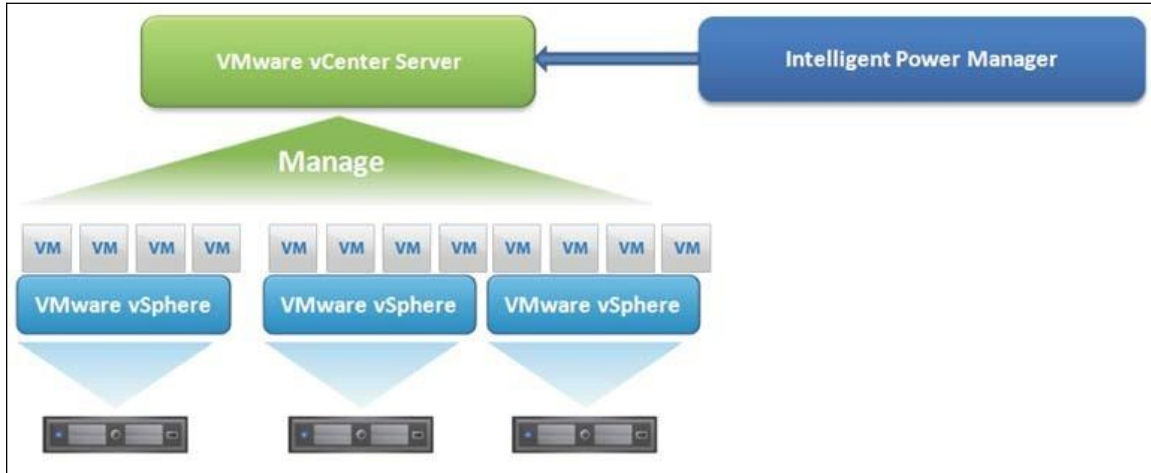 VMware vCenter Server
Intelligent Power Manager
Manage
VM VM VM VM VM VM VM VM VM VM VM VM
VMware vSphere VMware vSphere VMware vSphere